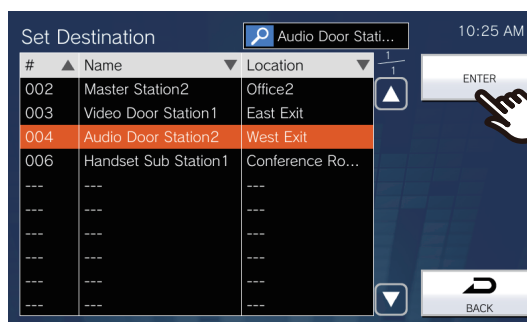 Set Destination
Audio Door Stati...
10:25 AM
# Name Location
1
1
002 Master Station2 Office2
003 Video Door Station1 East Exit
004 Audio Door Station2 West Exit
006 Handset Sub Station1 Conference Ro...
--- --- ---
--- --- ---
--- --- ---
--- --- ---
--- --- ---
--- --- ---
ENTER
BACK